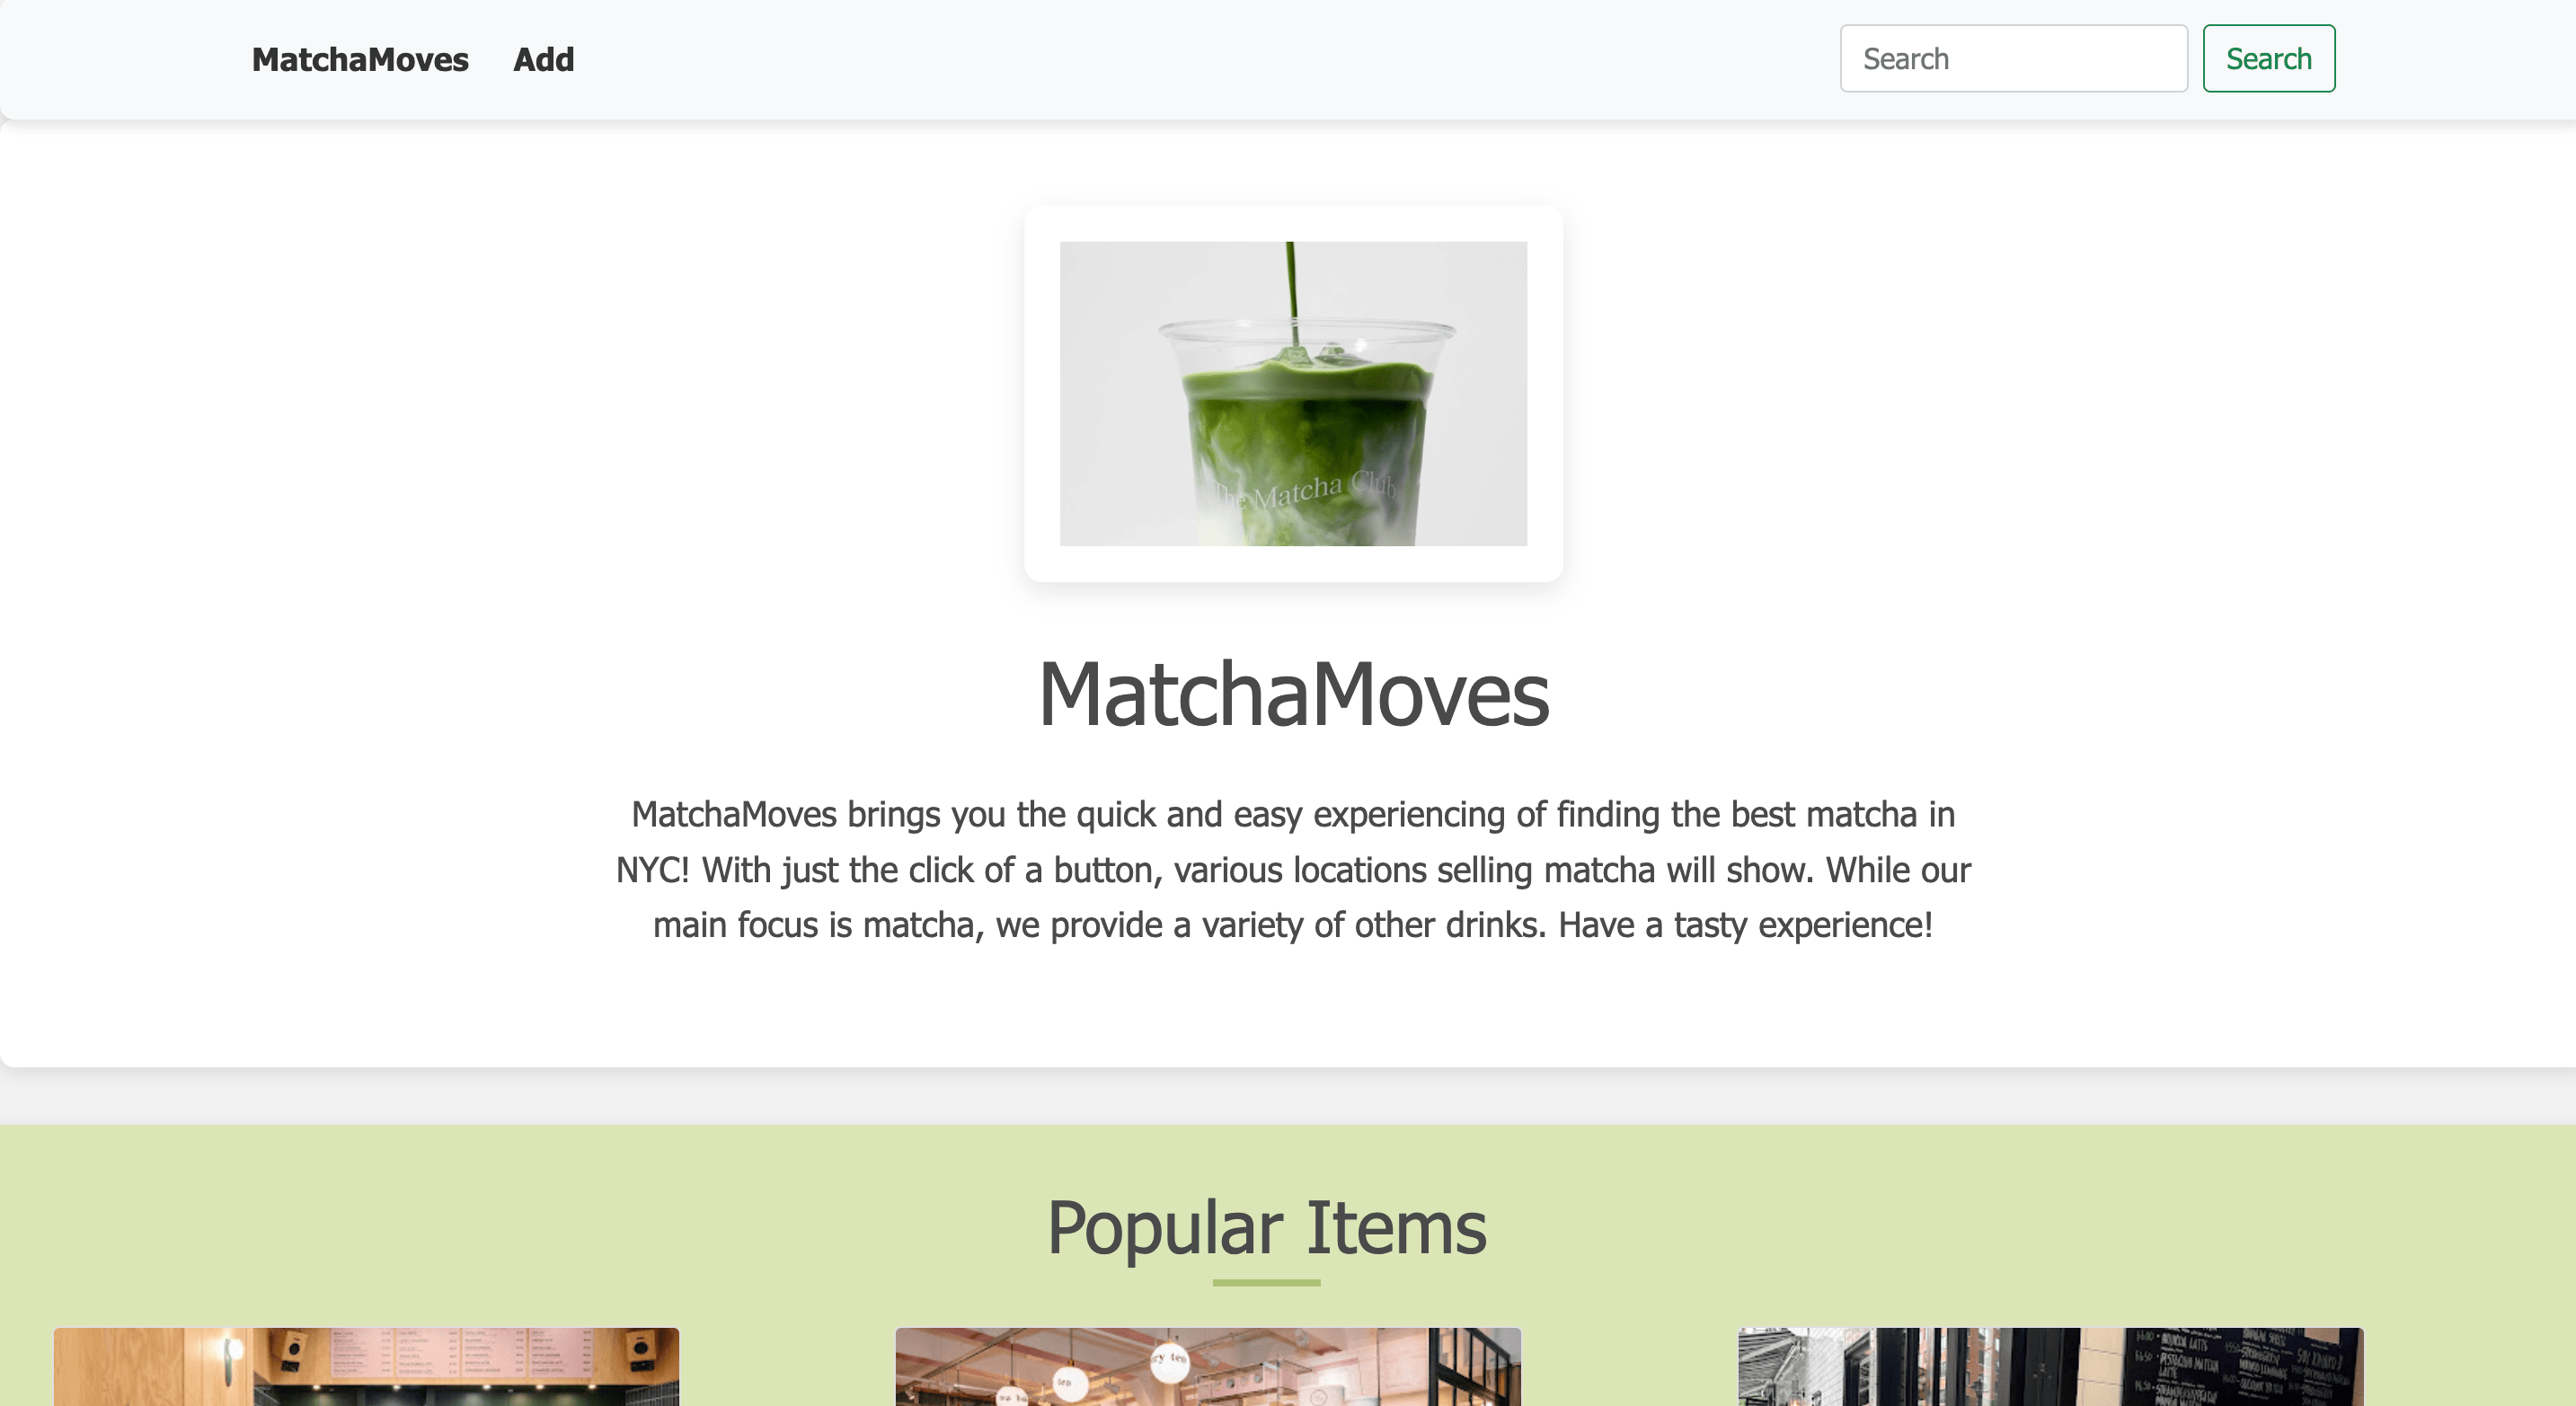 MatchaMoves Add Search Search
The Matcha Club
MatchaMoves
MatchaMoves brings you the quick and easy experiencing of finding the best matcha in
NYC! With just the click of a button, various locations selling matcha will show. While our
main focus is matcha, we provide a variety of other drinks. Have a tasty experience!
Popular Items
tea